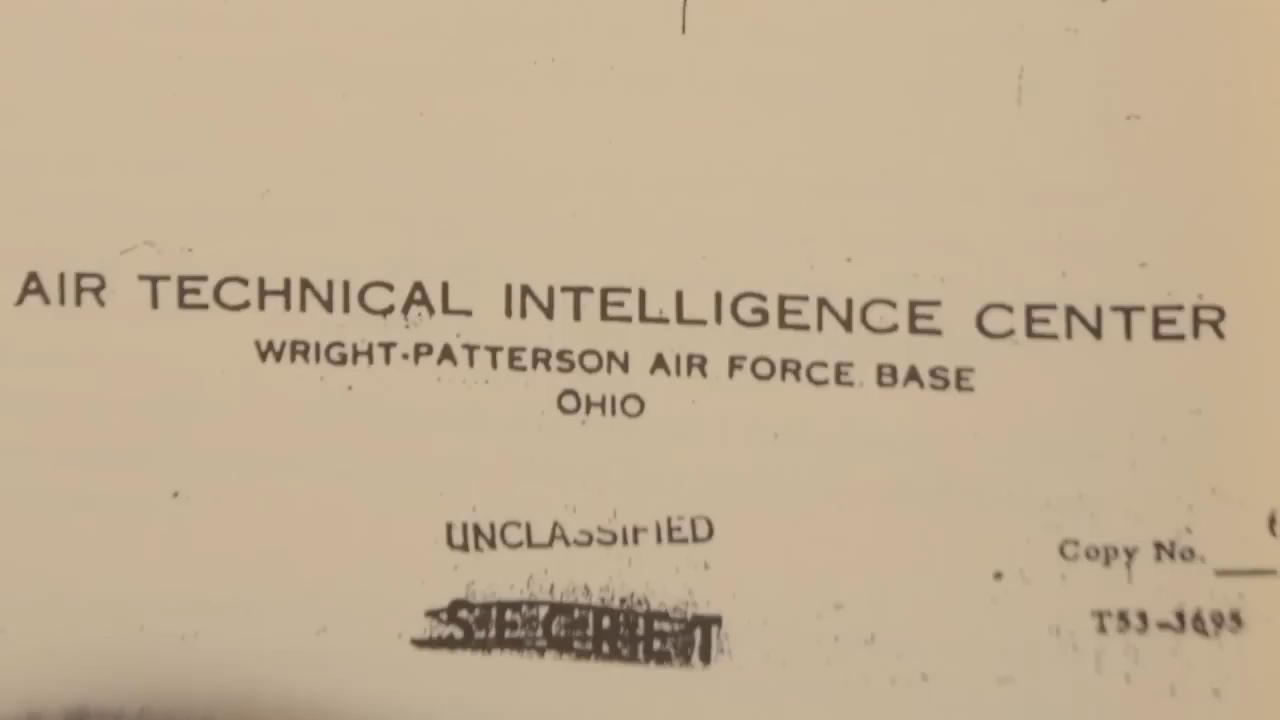 AIR TECHNICAL INTELLIGENCE CENTER
WRIGHT-PATTERSON AIR FORCE BASE
OHIO
UNCLASSIFIED
SECRET
Copy No.
T53-3695